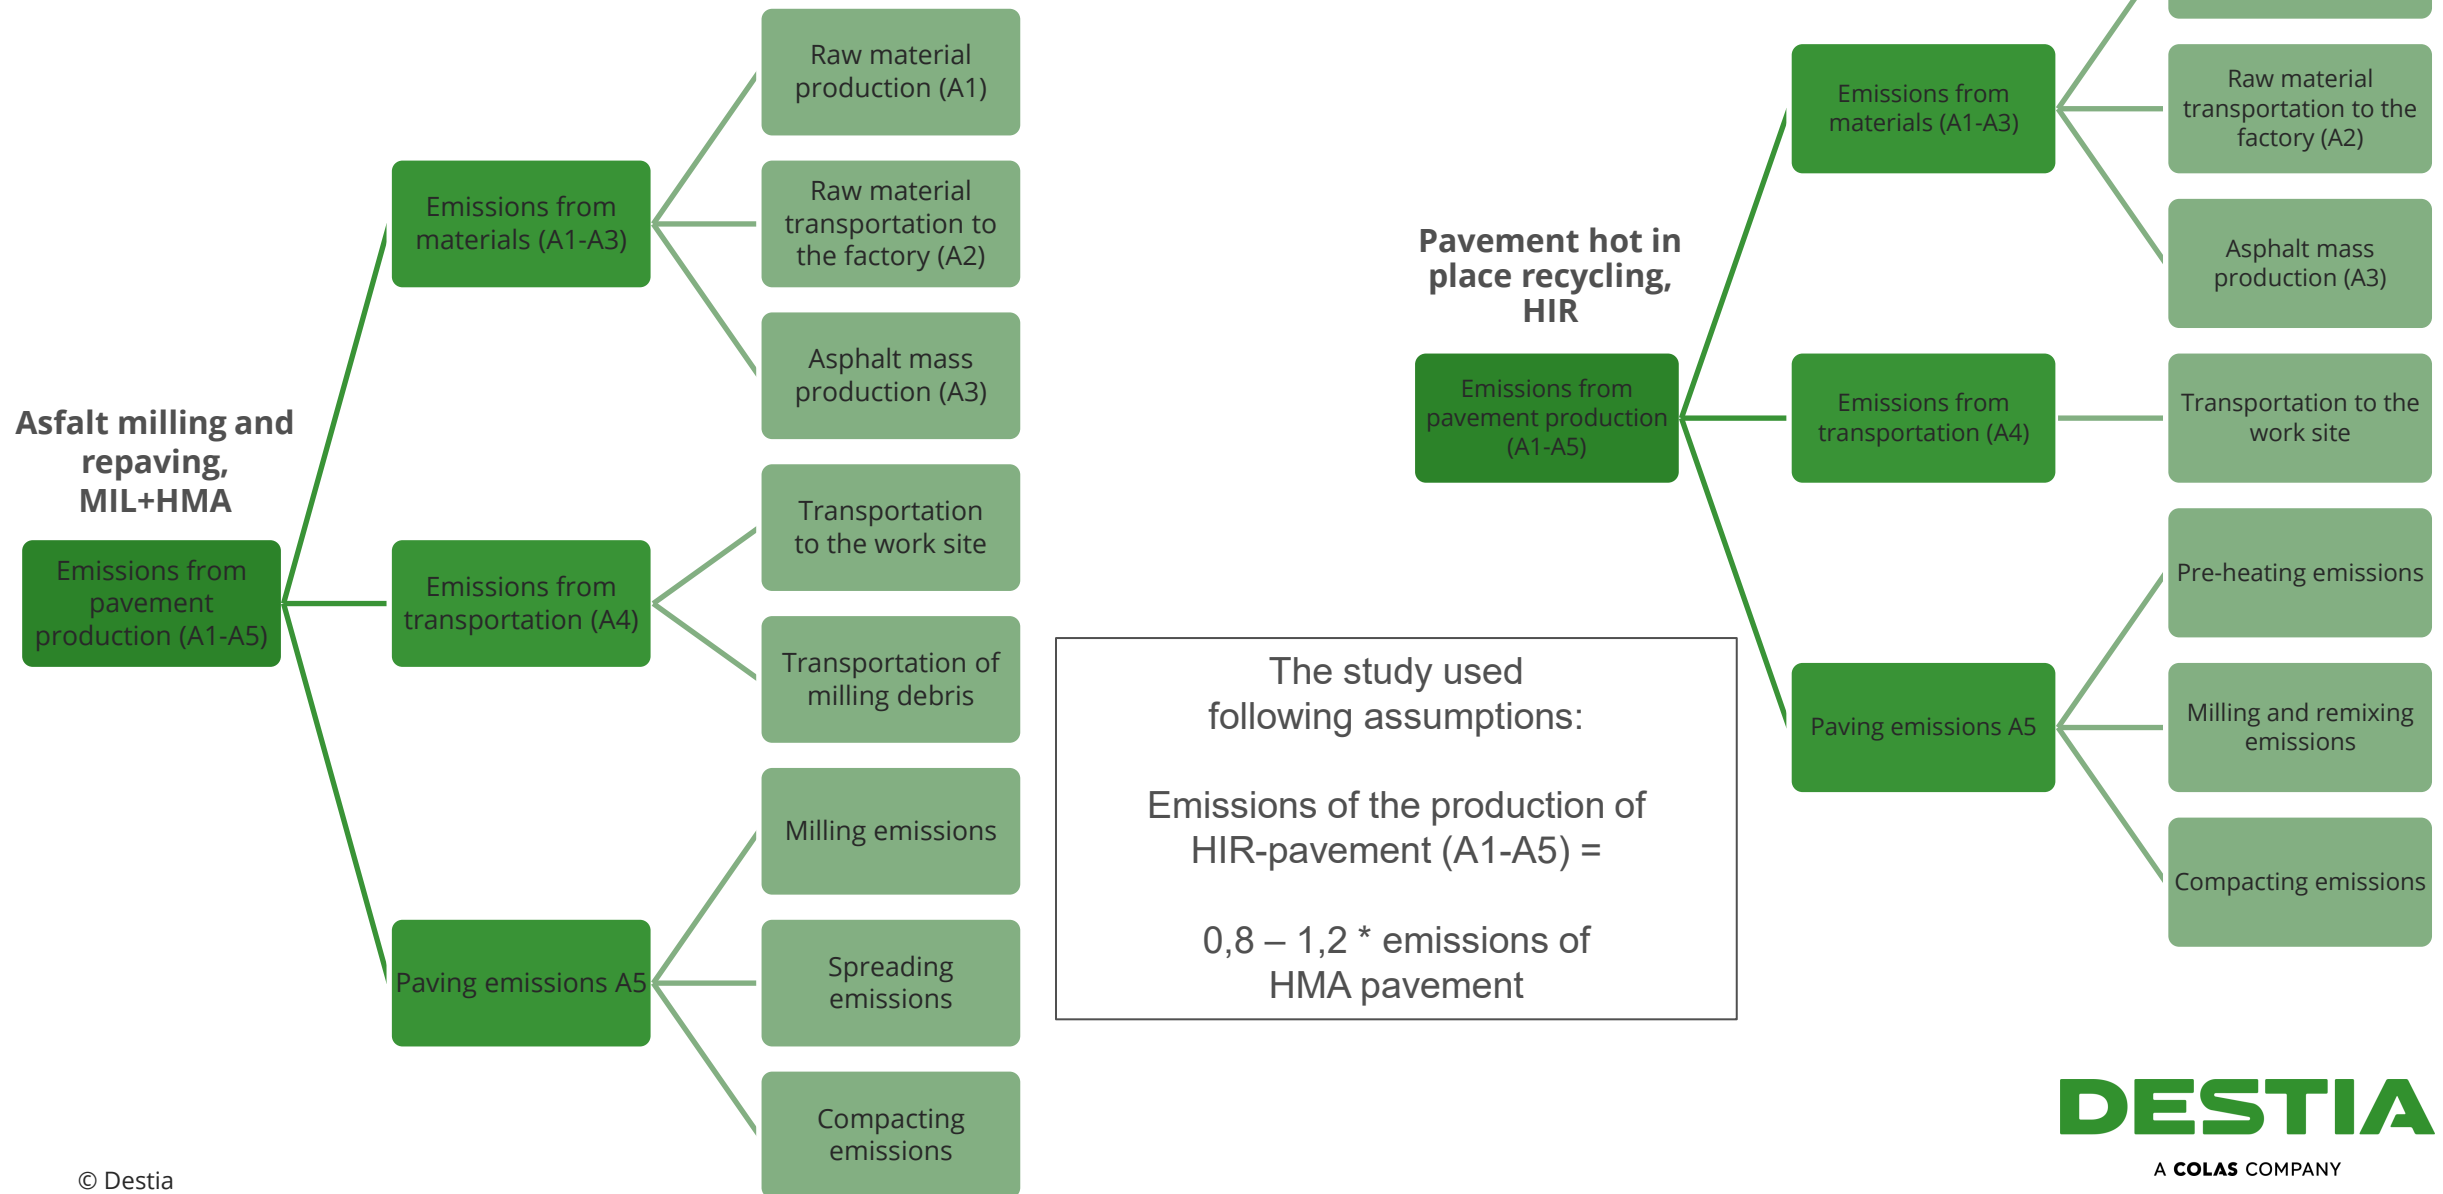 Asfalt milling and
repaving,
MIL+HMA
Emissions from
pavement
production (A1-A5)
Emissions from
materials (A1-A3)
Raw material
production (A1)
Raw material
transportation to
the factory (A2)
Asphalt mass
production (A3)
Emissions from
transportation (A4)
Transportation
to the work site
Transportation of
milling debris
Paving emissions A5
Milling emissions
Spreading
emissions
Compacting
emissions
The study used
following assumptions:
Emissions of the production of
HIR-pavement (A1-A5) =
0,8 – 1,2 * emissions of
HMA pavement
Pavement hot in
place recycling,
HIR
Emissions from
pavement production
(A1-A5)
Emissions from
materials (A1-A3)
Raw material
transportation to the
factory (A2)
Asphalt mass
production (A3)
Emissions from
transportation (A4)
Transportation to the
work site
Paving emissions A5
Pre-heating emissions
Milling and remixing
emissions
Compacting emissions
© Destia
DESTIA
A COLAS COMPANY